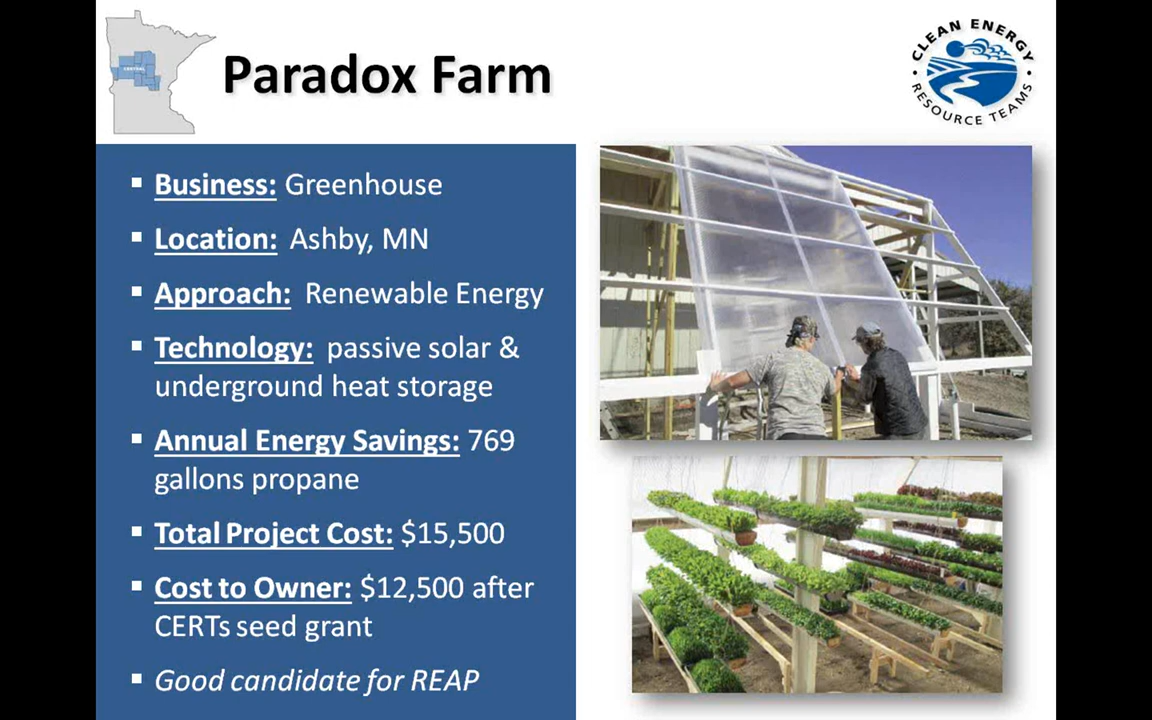 Paradox Farm
CLEAN ENERGY
RESOURCE TEAMS
CENTRAL
▪ Business: Greenhouse
▪ Location: Ashby, MN
▪ Approach: Renewable Energy
▪ Technology: passive solar &
underground heat storage
▪ Annual Energy Savings: 769
gallons propane
▪ Total Project Cost: $15,500
▪ Cost to Owner: $12,500 after
CERTs seed grant
▪ Good candidate for REAP